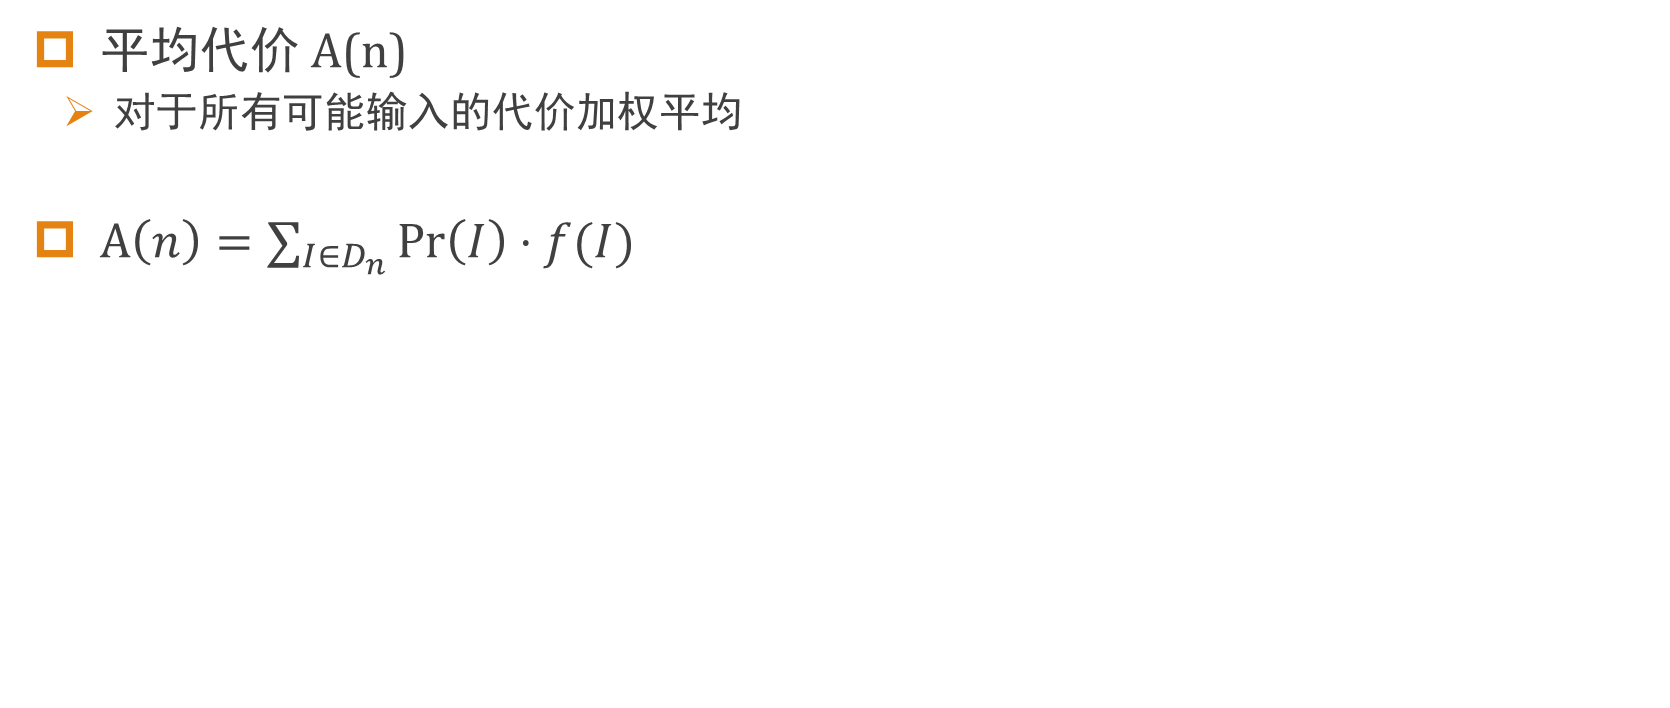 平均代价 A(n)
对于所有可能输入的代价加权平均
A(𝑛) = ∑_{𝐼∈𝐷_𝑛} Pr(𝐼) · 𝑓(𝐼)